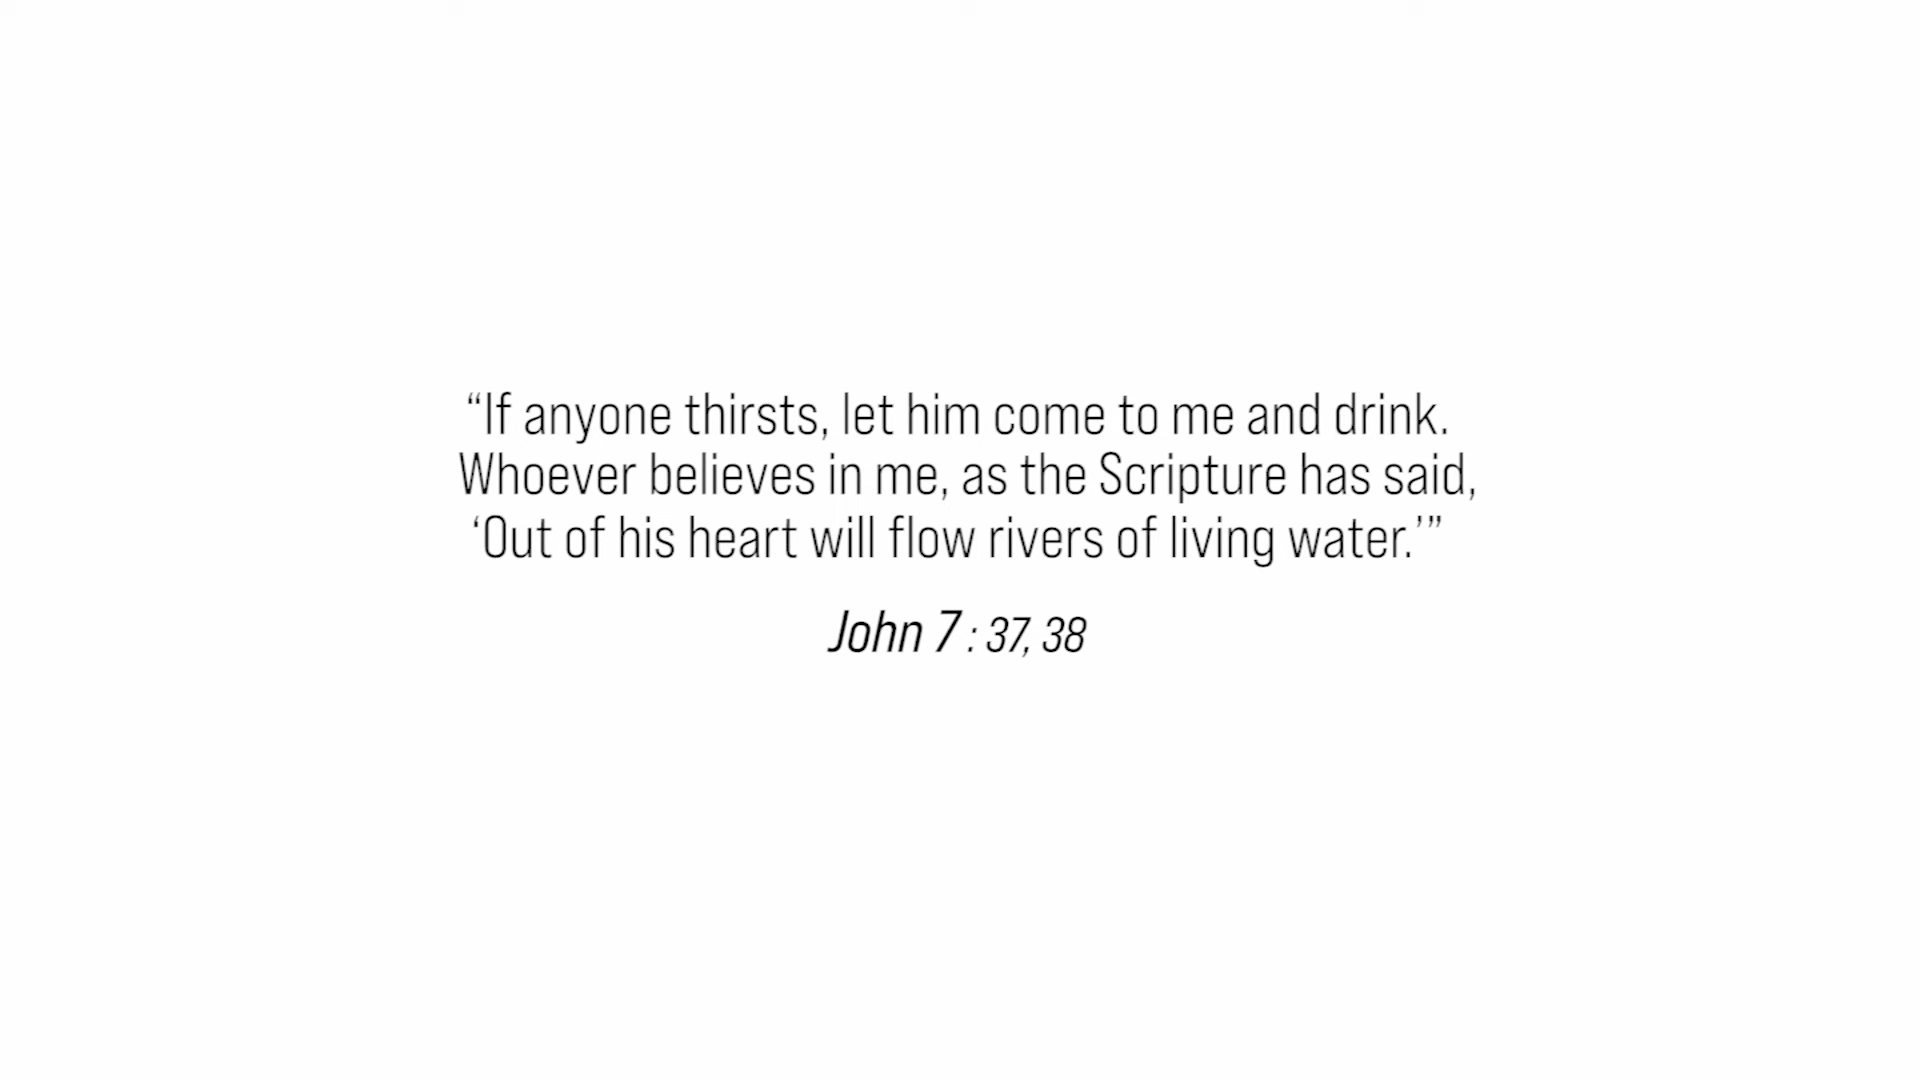 “If anyone thirsts, let him come to me and drink.
Whoever believes in me, as the Scripture has said,
‘Out of his heart will flow rivers of living water.’”
John 7 : 37, 38